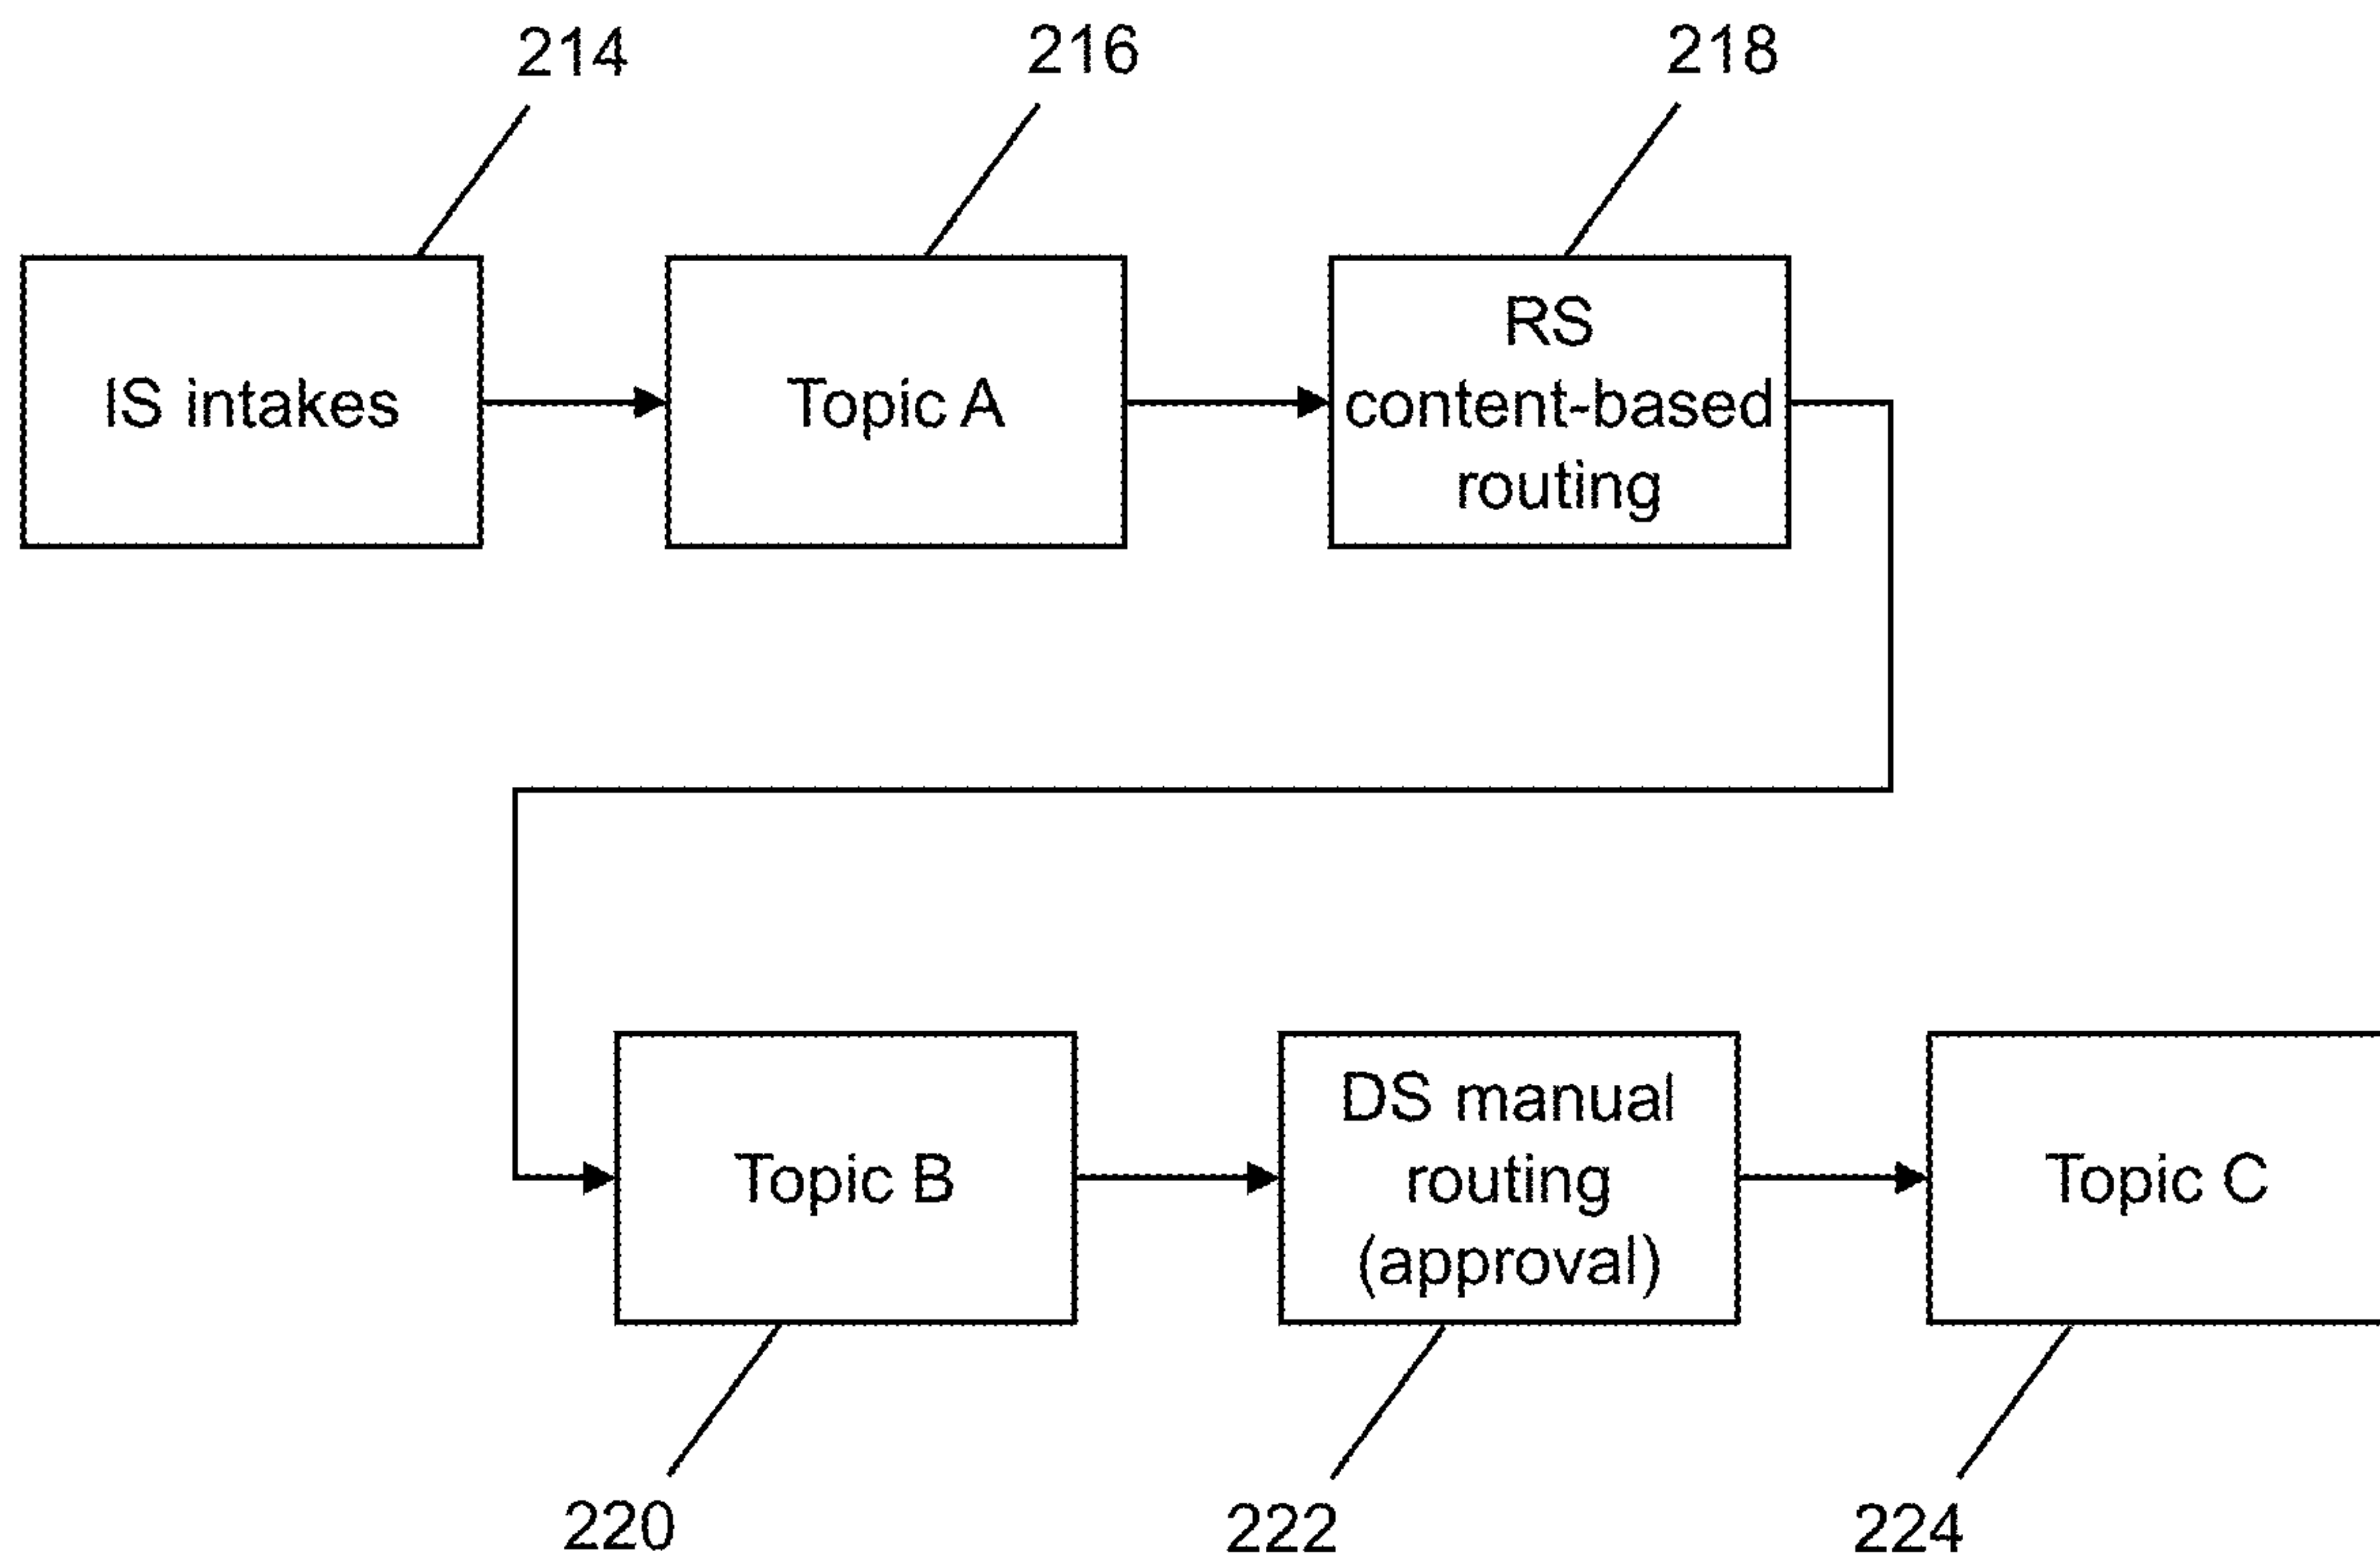 214
216
218
IS intakes
Topic A
RS
content-based
routing
Topic B
DS manual
routing
(approval)
Topic C
220
222
224